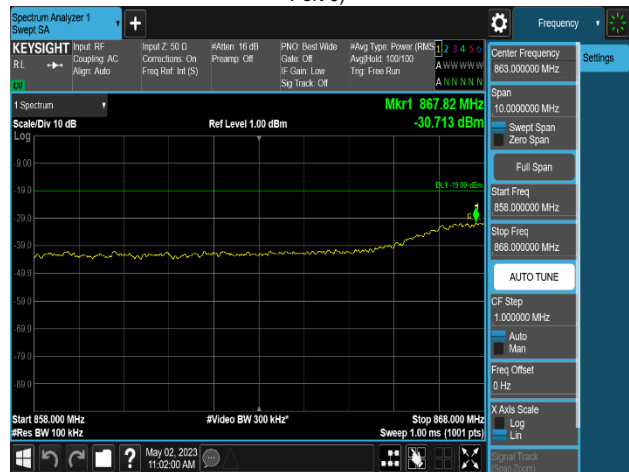 Spectrum Analyzer 1
Swept SA
+
Frequency
KEYSIGHT
RL
Input: RF
Coupling: AC
Align: Auto
Input Z: 50 Ω
Corrections: On
Freq Ref: Int (S)
#Atten: 16 dB
Preamp: Off
PNO: Best Wide
Gate: Off
IF Gain: Low
Sig Track: Off
#Avg Type: Power (RMS
Avg|Hold: 100/100
Trig: Free Run
1 2 3 4 5 6
A W W W W W
A N N N N N
LW
1 Spectrum
Scale/Div 10 dB
Log
Ref Level 1.00 dBm
Mkr1 867.82 MHz
-30.713 dBm
-9.00
-19.0
DL1 -19.00 dBm
-29.0
-39.0
-49.0
-59.0
-69.0
-79.0
-89.0
1
Start 858.000 MHz
#Res BW 100 kHz
#Video BW 300 kHz*
Stop 868.000 MHz
Sweep 1.00 ms (1001 pts)
May 02, 2023
11:02:00 AM
?
Center Frequency
863.000000 MHz
Settings
Span
10.0000000 MHz
Swept Span
Zero Span
Full Span
Start Freq
858.000000 MHz
Stop Freq
868.000000 MHz
AUTO TUNE
CF Step
1.000000 MHz
Auto
Man
Freq Offset
0 Hz
X Axis Scale
Log
Lin
Signal Track
(Span Zoom)